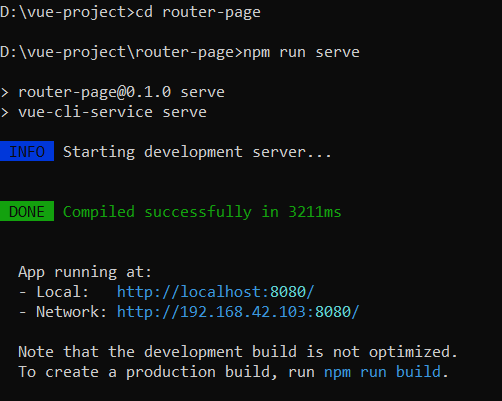 D:\vue-project>cd router-page
D:\vue-project\router-page>npm run serve
> router-page@0.1.0 serve
> vue-cli-service serve
INFO Starting development server...
DONE Compiled successfully in 3211ms
App running at:
- Local: http://localhost:8080/
- Network: http://192.168.42.103:8080/
Note that the development build is not optimized.
To create a production build, run npm run build.